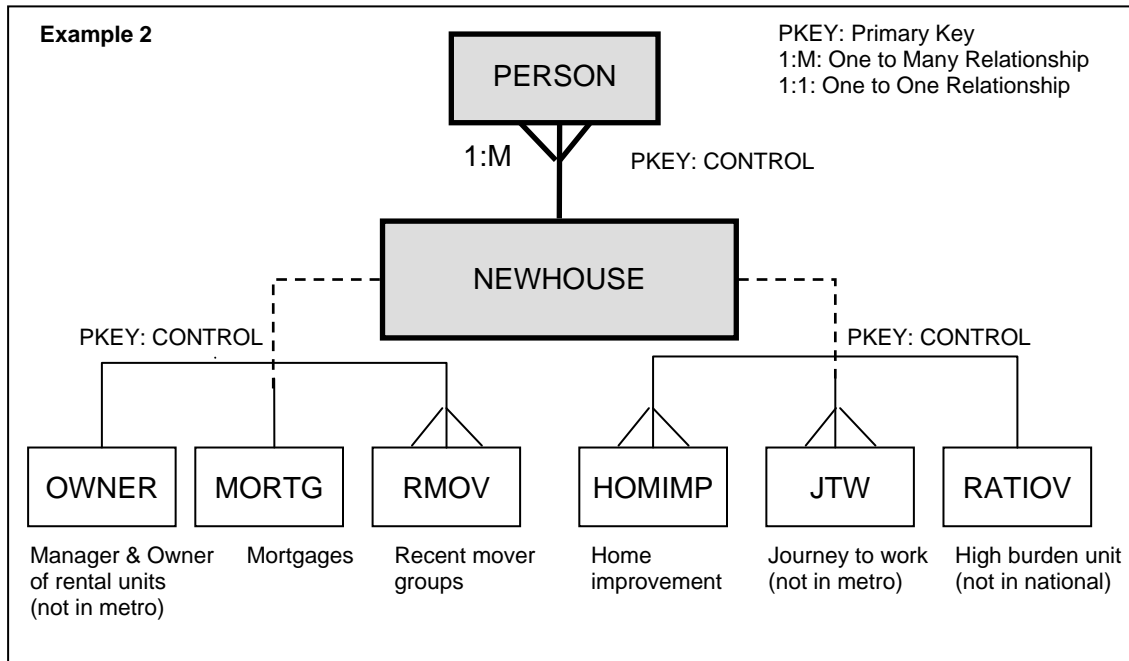 Example 2
PKEY: Primary Key
1:M: One to Many Relationship
1:1: One to One Relationship
PERSON
1:M
PKEY: CONTROL
NEWHOUSE
PKEY: CONTROL
PKEY: CONTROL
OWNER
MORTG
RMOV
HOMIMP
JTW
RATIOV
Manager & Owner
of rental units
(not in metro)
Mortgages
Recent mover
groups
Home
improvement
Journey to work
(not in metro)
High burden unit
(not in national)